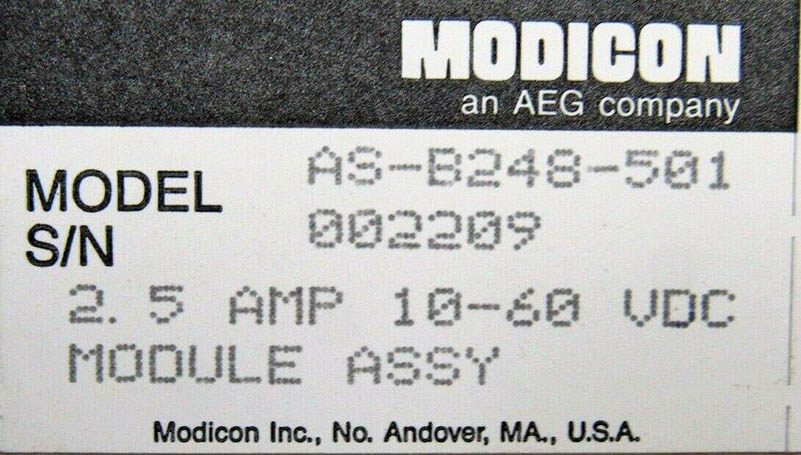 MODICON
an AEG company
MODEL AS-B248-501
S/N 002209
2.5 AMP 10-60 VDC
MODULE ASSY
Modicon Inc., No. Andover, MA., U.S.A.